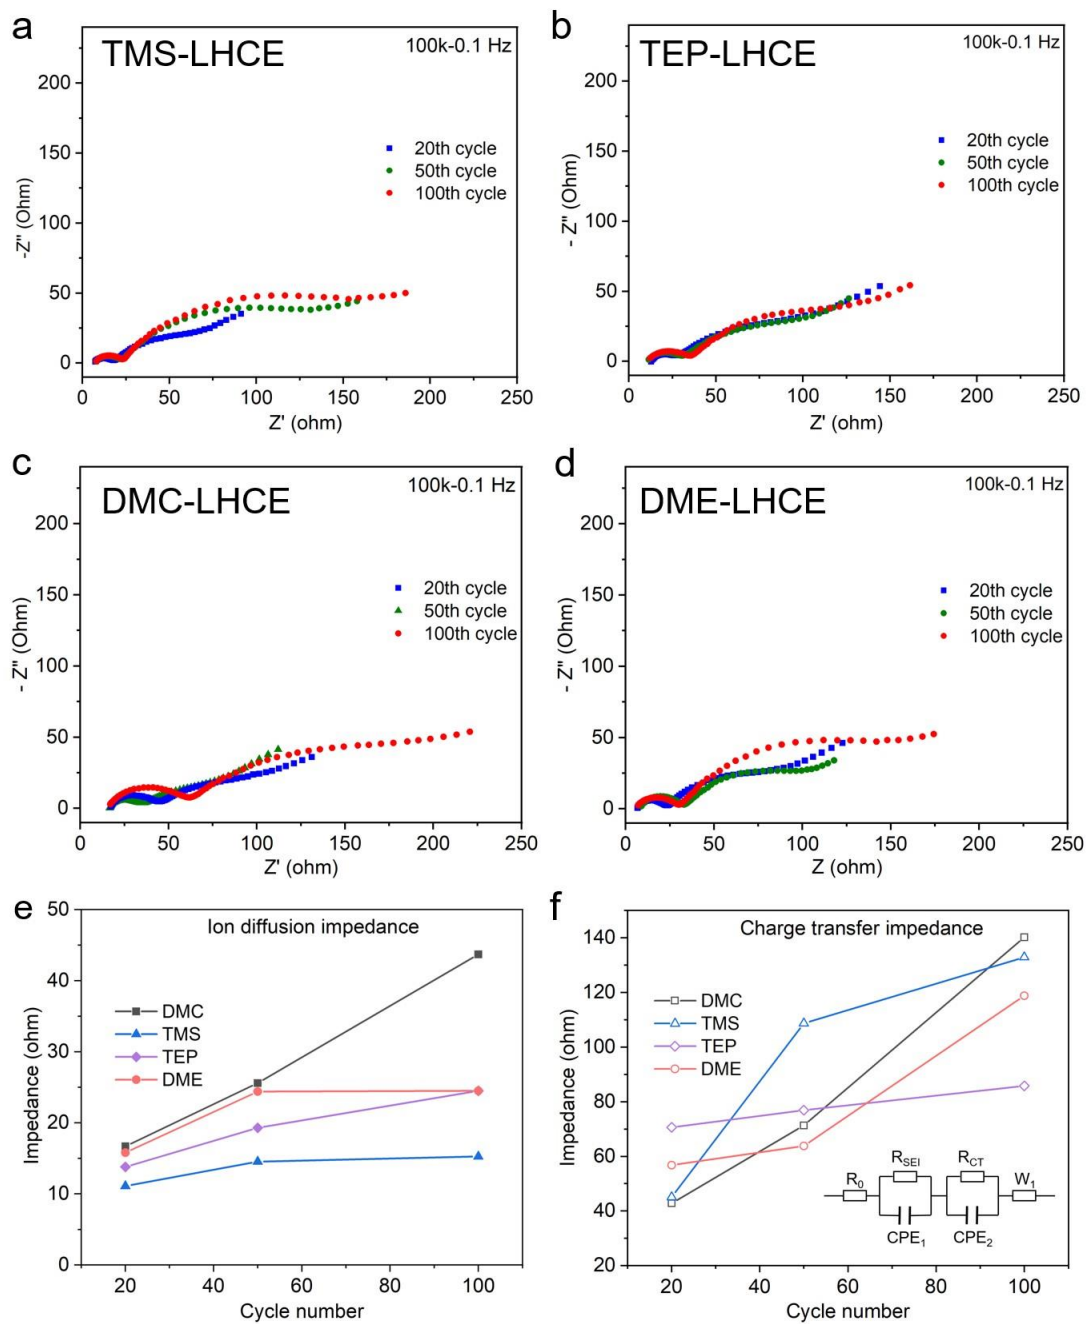 a
TMS-LHCE
100k-0.1 Hz
20th cycle
50th cycle
100th cycle
-Z" (Ohm)
200
150
100
50
0
0 50 100 150 200 250
Z' (ohm)
b
TEP-LHCE
100k-0.1 Hz
20th cycle
50th cycle
100th cycle
- Z" (Ohm)
200
150
100
50
0
0 50 100 150 200 250
Z' (ohm)
c
DMC-LHCE
100k-0.1 Hz
20th cycle
50th cycle
100th cycle
- Z" (Ohm)
200
150
100
50
0
0 50 100 150 200 250
Z' (ohm)
d
DME-LHCE
100k-0.1 Hz
20th cycle
50th cycle
100th cycle
- Z" (Ohm)
200
150
100
50
0
0 50 100 150 200 250
Z (ohm)
e
Ion diffusion impedance
DMC
TMS
TEP
DME
Impedance (ohm)
50
40
30
20
10
0
20 40 60 80 100
Cycle number
f
Charge transfer impedance
DMC
TMS
TEP
DME
Impedance (ohm)
140
120
100
80
60
40
20
R0 RSEI RCT W1
CPE1 CPE2
20 40 60 80 100
Cycle number